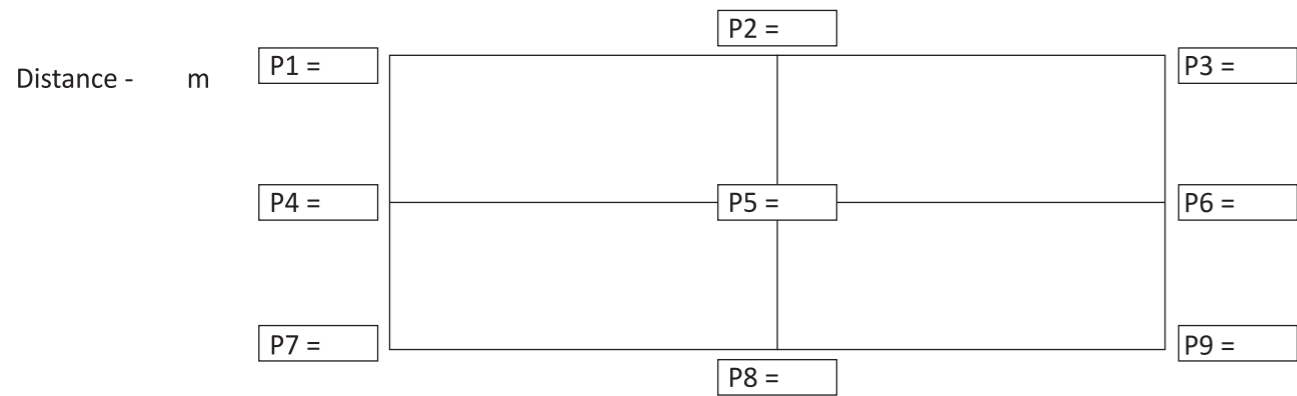 P2 =
Distance - m
P1 =
P3 =
P4 =
P5 =
P6 =
P7 =
P9 =
P8 =